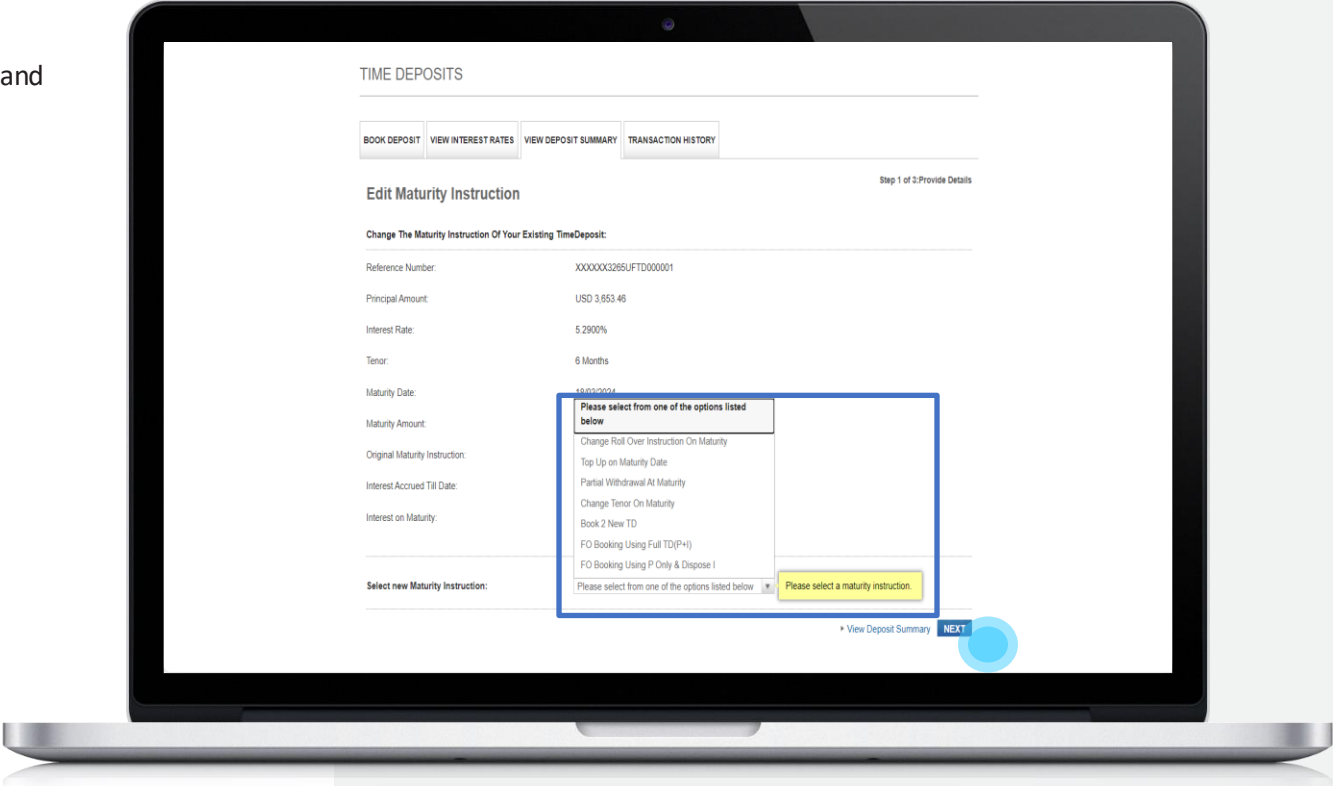 and
TIME DEPOSITS
BOOK DEPOSIT VIEW INTEREST RATES VIEW DEPOSIT SUMMARY TRANSACTION HISTORY
Step 1 of 3:Provide Details
Edit Maturity Instruction
Change The Maturity Instruction Of Your Existing TimeDeposit:
Reference Number: XXXXXX3265UFTD000001
Principal Amount: USD 3,653.46
Interest Rate: 5.2900%
Tenor: 6 Months
Maturity Date: 18/03/2024
Please select from one of the options listed
below
Maturity Amount:
Change Roll Over Instruction On Maturity
Original Maturity Instruction:
Top Up on Maturity Date
Partial Withdrawal At Maturity
Interest Accrued Till Date:
Change Tenor On Maturity
Interest on Maturity:
Book 2 New TD
FO Booking Using Full TD(P+I)
FO Booking Using P Only & Dispose I
Select new Maturity Instruction: Please select from one of the options listed below Please select a maturity instruction.
View Deposit Summary NEXT